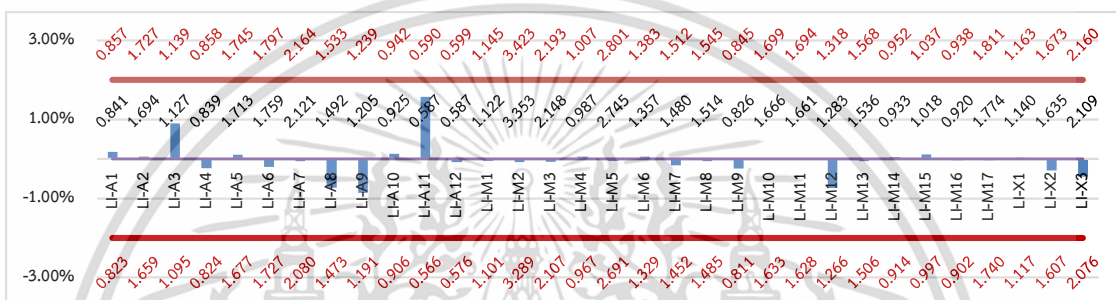 3.00%
0.857 1.727 1.139 0.858 1.745 1.797 2.164 1.533 1.239 0.942 0.590 0.599 1.145 3.423 2.193 1.007 2.801 1.383 1.512 1.545 0.845 1.699 1.694 1.318 1.568 0.952 1.037 0.938 1.811 1.163 1.673 2.160
1.00%
0.841 1.694 1.127 0.839 1.713 1.759 2.121 1.492 1.205 0.925 0.587 0.587 1.122 3.353 2.148 0.987 2.745 1.357 1.480 1.514 0.826 1.666 1.661 1.283 1.536 0.933 1.018 0.920 1.774 1.140 1.635 2.109
-1.00%
LI-A1 LI-A2 LI-A3 LI-A4 LI-A5 LI-A6 LI-A7 LI-A8 LI-A9 LI-A10 LI-A11 LI-A12 LI-M1 LI-M2 LI-M3 LI-M4 LI-M5 LI-M6 LI-M7 LI-M8 LI-M9 LI-M10 LI-M11 LI-M12 LI-M13 LI-M14 LI-M15 LI-M16 LI-M17 LI-X1 LI-X2 LI-X3
-3.00%
0.823 1.659 1.095 0.824 1.677 1.727 2.080 1.473 1.191 0.906 0.566 0.576 1.101 3.289 2.107 0.967 2.691 1.329 1.452 1.485 0.811 1.633 1.628 1.266 1.506 0.914 0.997 0.902 1.740 1.117 1.607 2.076